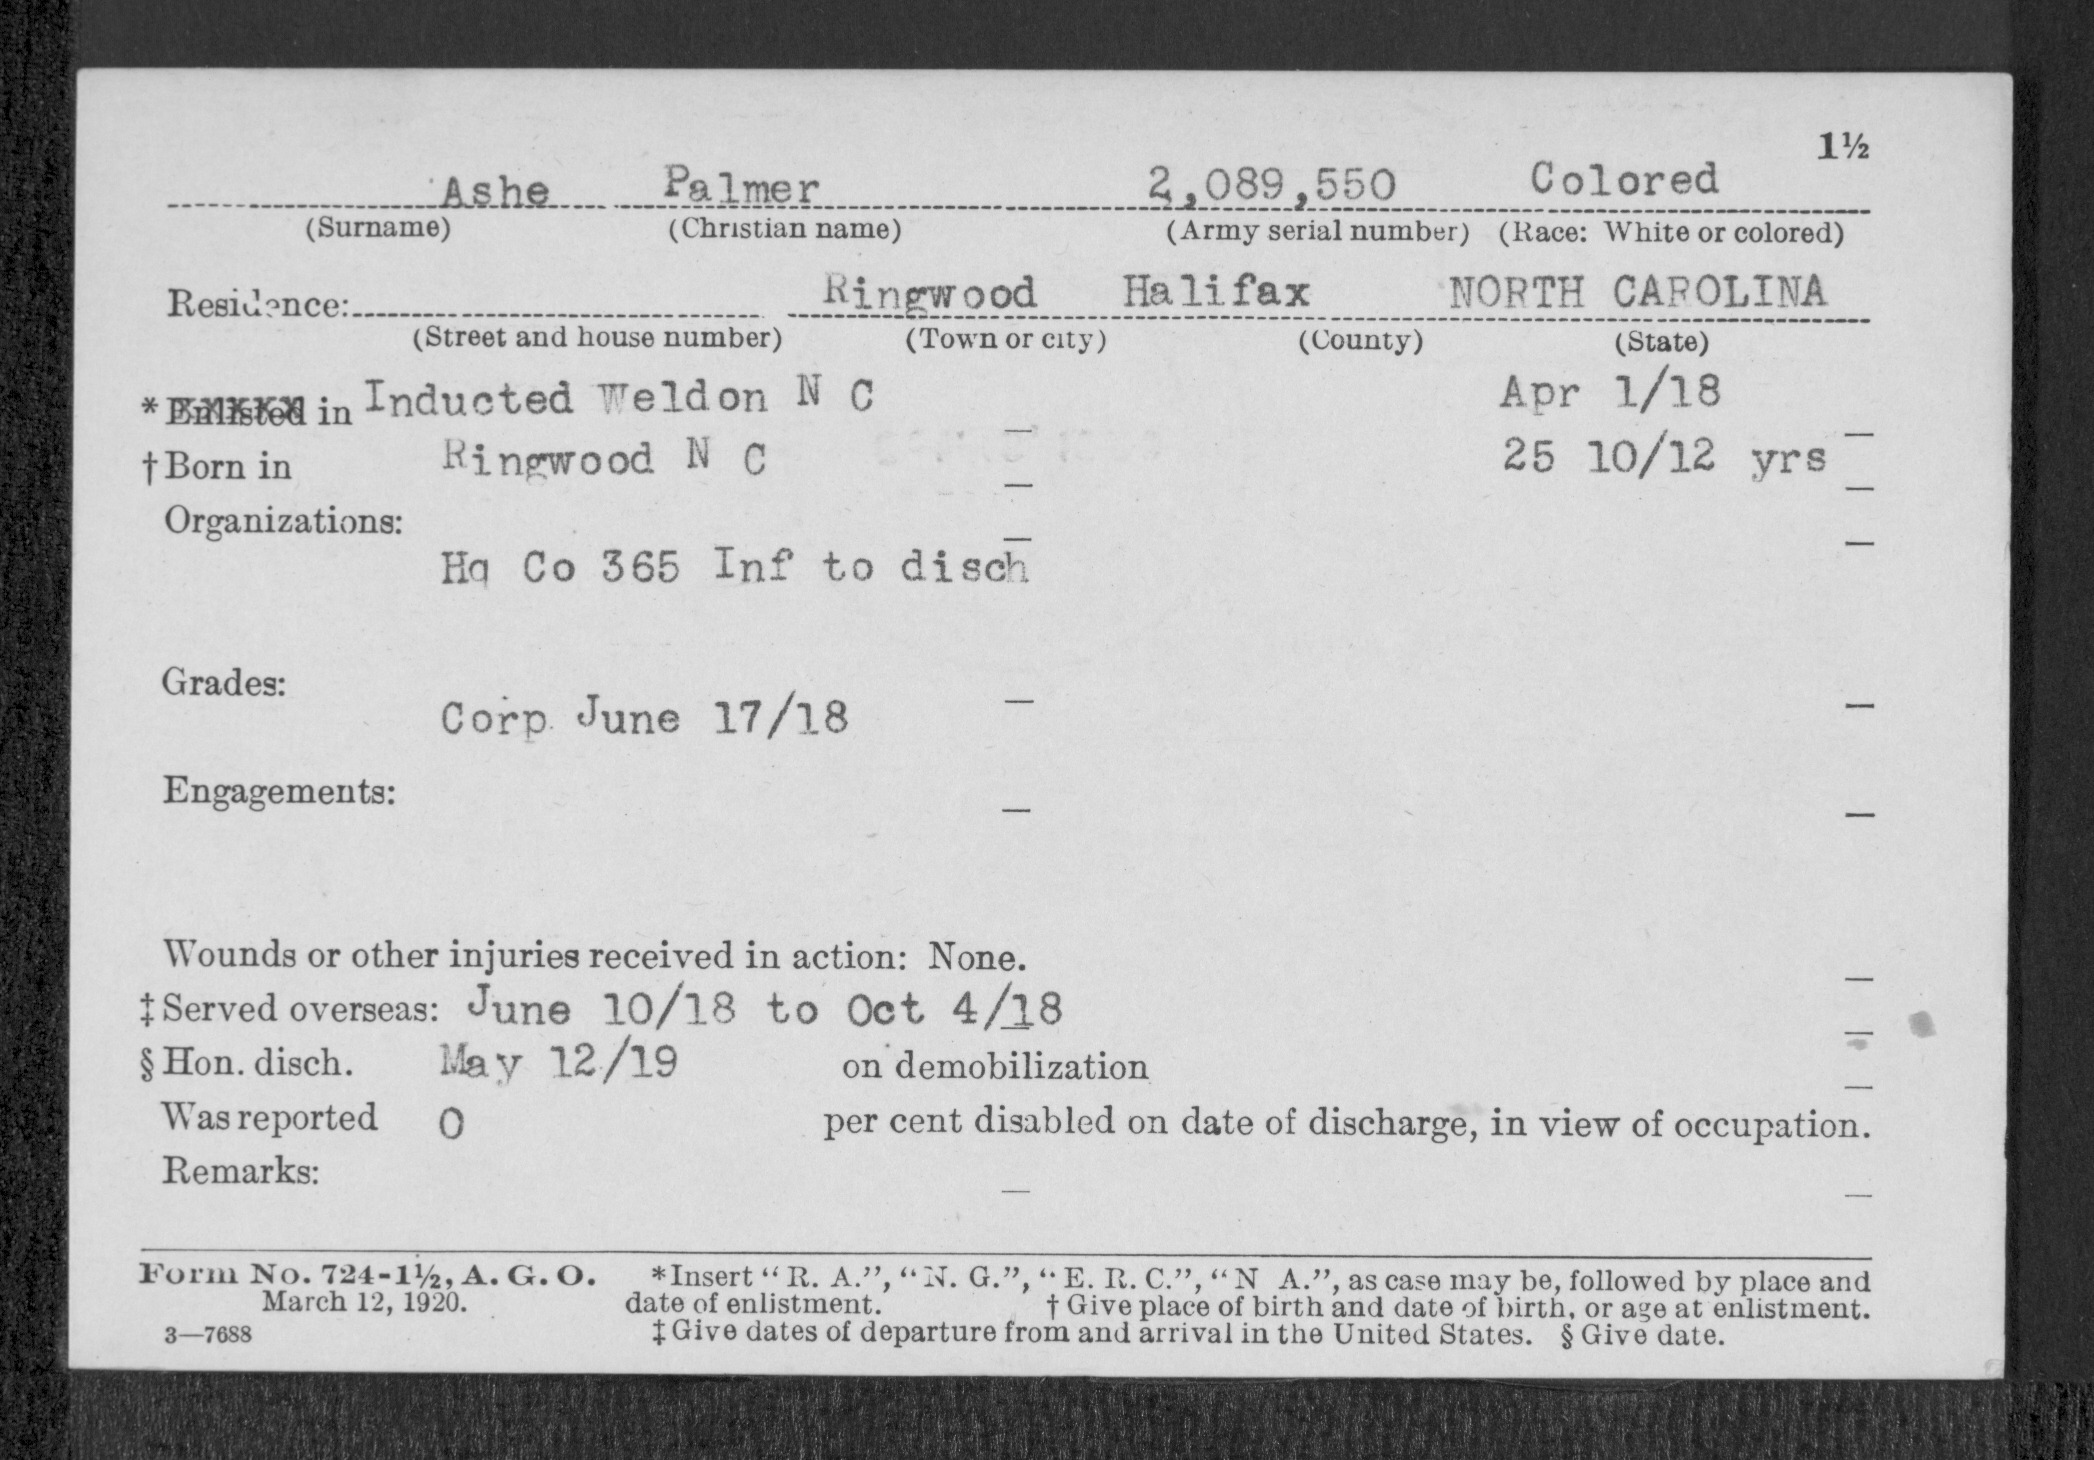 1½
Ashe Palmer 2,089,550 Colored
(Surname) (Christian name) (Army serial number) (Race: White or colored)
Residence: Ringwood Halifax NORTH CAROLINA
(Street and house number) (Town or city) (County) (State)
* Enlisted in Inducted Weldon N C Apr 1/18
† Born in Ringwood N C 25 10/12 yrs
Organizations:
Hq Co 365 Inf to disch
Grades:
Corp June 17/18
Engagements:
Wounds or other injuries received in action: None.
‡ Served overseas: June 10/18 to Oct 4/18
§ Hon. disch. May 12/19 on demobilization
Was reported 0 per cent disabled on date of discharge, in view of occupation.
Remarks:
Form No. 724-1½, A. G. O. *Insert “R. A.”, “N. G.”, “E. R. C.”, “N A.”, as case may be, followed by place and
March 12, 1920. date of enlistment. † Give place of birth and date of birth, or age at enlistment.
3—7688 ‡ Give dates of departure from and arrival in the United States. § Give date.